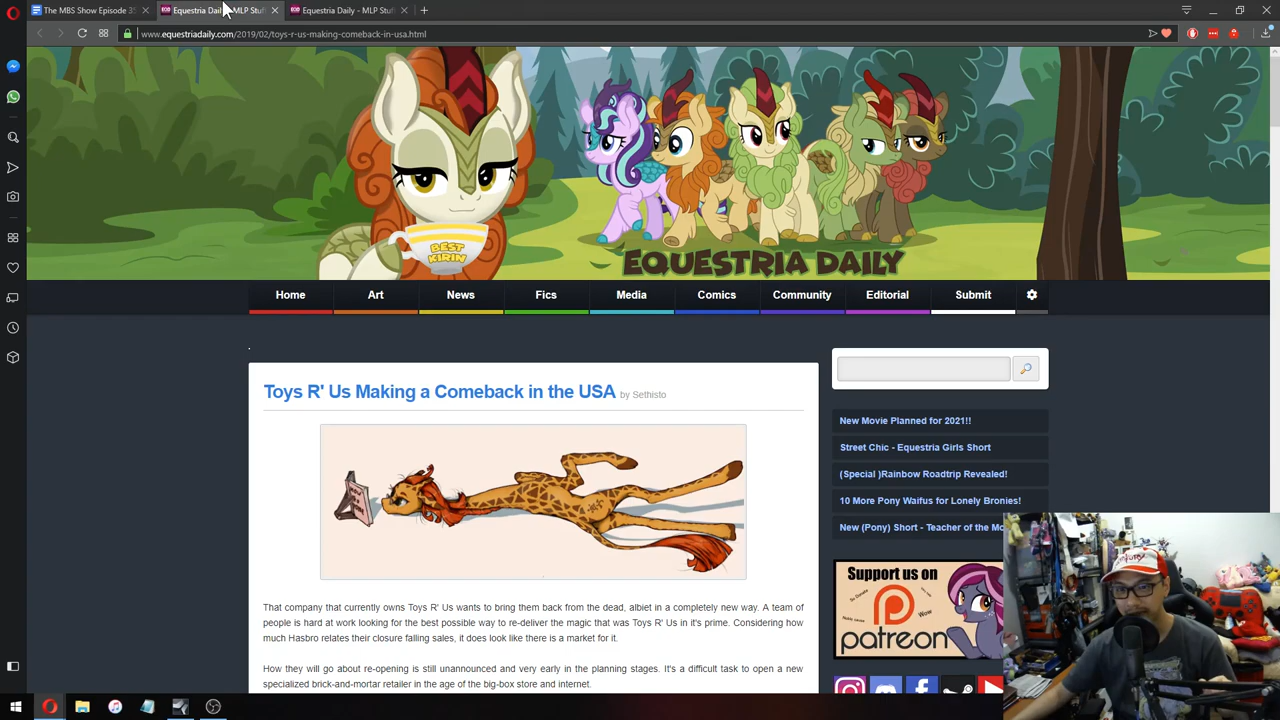 The MBS Show Episode 35
Equestria Daily - MLP Stuff
Equestria Daily - MLP Stuff
www.equestriadaily.com/2019/02/toys-r-us-making-comeback-in-usa.html
BEST
KIRIN
EQUESTRIA DAILY
Home
Art
News
Fics
Media
Comics
Community
Editorial
Submit
Toys R' Us Making a Comeback in the USA by Sethisto
That company that currently owns Toys R' Us wants to bring them back from the dead, albiet in a completely new way. A team of
people is hard at work looking for the best possible way to re-deliver the magic that was Toys R' Us in it's prime. Considering how
much Hasbro relates their closure falling sales, it does look like there is a market for it.
How they will go about re-opening is still unannounced and very early in the planning stages. It's a difficult task to open a new
specialized brick-and-mortar retailer in the age of the big-box store and internet.
New Movie Planned for 2021!!
Street Chic - Equestria Girls Short
(Special )Rainbow Roadtrip Revealed!
10 More Pony Waifus for Lonely Bronies!
New (Pony) Short - Teacher of the Mo
Support us on
patreon
Wow